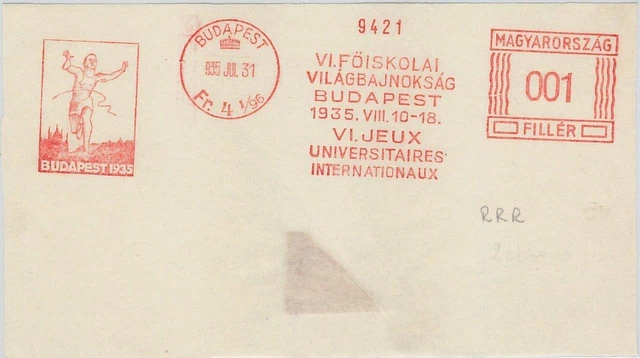 BUDAPEST 1935
BUDAPEST
935 JUL 31
Fr. 4 1/96
9421
VI. FŐISKOLAI
VILÁGBAJNOKSÁG
BUDAPEST
1935. VIII. 10-18.
VI. JEUX
UNIVERSITAIRES
INTERNATIONAUX
MAGYARORSZÁG
001
FILLÉR
RRR